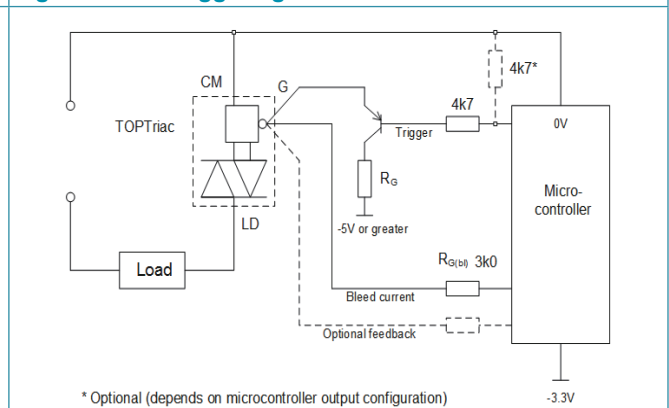 CM
G
4k7*
4k7
TOPTriac
Trigger
0V
R_G
Micro-
controller
-5V or greater
LD
Load
R_G(bl) 3k0
Bleed current
Optional feedback
* Optional (depends on microcontroller output configuration)
-3.3V